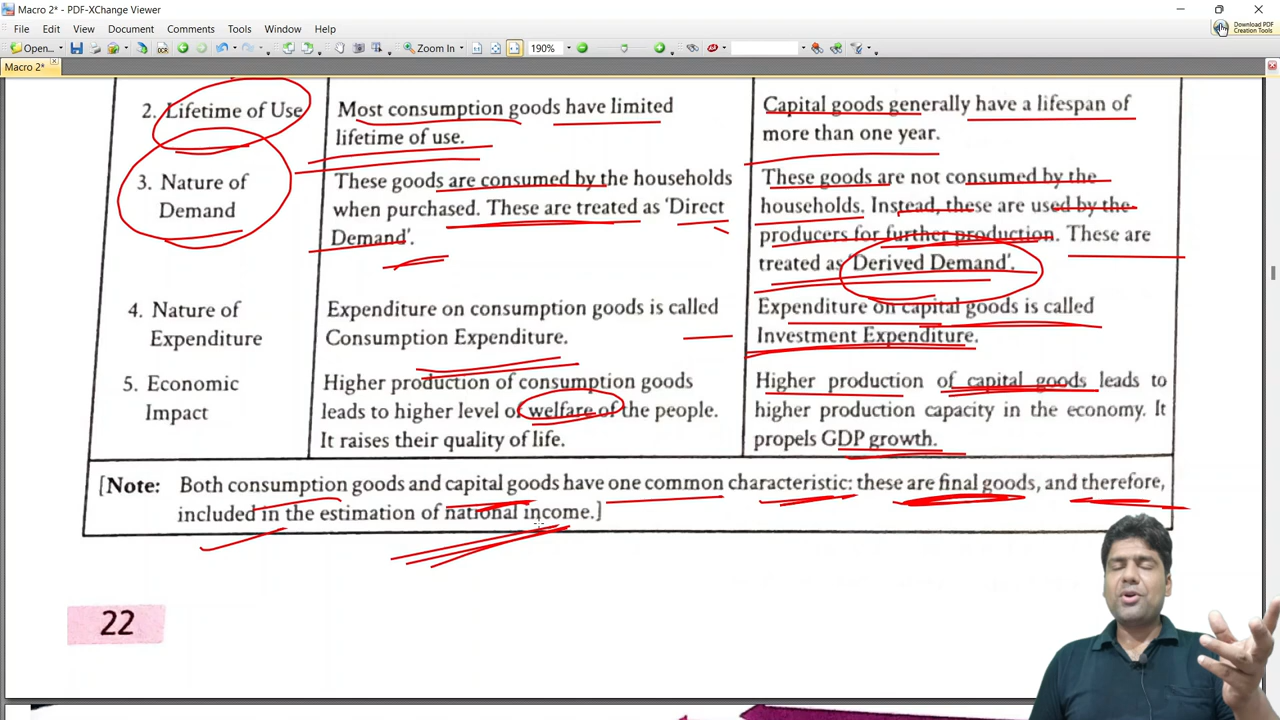 Macro 2* - PDF-XChange Viewer
File Edit View Document Comments Tools Window Help
Open... Zoom In 190% Download PDF Creation Tools
Macro 2*
2. Lifetime of Use
Most consumption goods have limited
lifetime of use.
Capital goods generally have a lifespan of
more than one year.
3. Nature of
Demand
These goods are consumed by the households
when purchased. These are treated as 'Direct
Demand'.
These goods are not consumed by the
households. Instead, these are used by the
producers for further production. These are
treated as 'Derived Demand'.
4. Nature of
Expenditure
Expenditure on consumption goods is called
Consumption Expenditure.
Expenditure on capital goods is called
Investment Expenditure.
5. Economic
Impact
Higher production of consumption goods
leads to higher level of welfare of the people.
It raises their quality of life.
Higher production of capital goods leads to
higher production capacity in the economy. It
propels GDP growth.
[Note: Both consumption goods and capital goods have one common characteristic: these are final goods, and therefore,
included in the estimation of national income.]
22